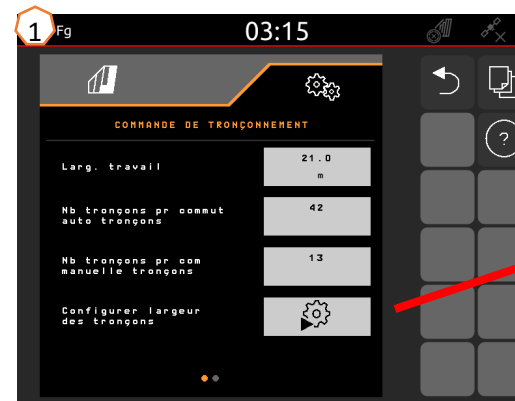 1 Fg 03:15
COMMANDE DE TRONÇONNEMENT
Larg. travail
21.0
m
Nb tronçons pr commut
auto tronçons
42
Nb tronçons pr com
manuelle tronçons
13
Configurer largeur
des tronçons
?